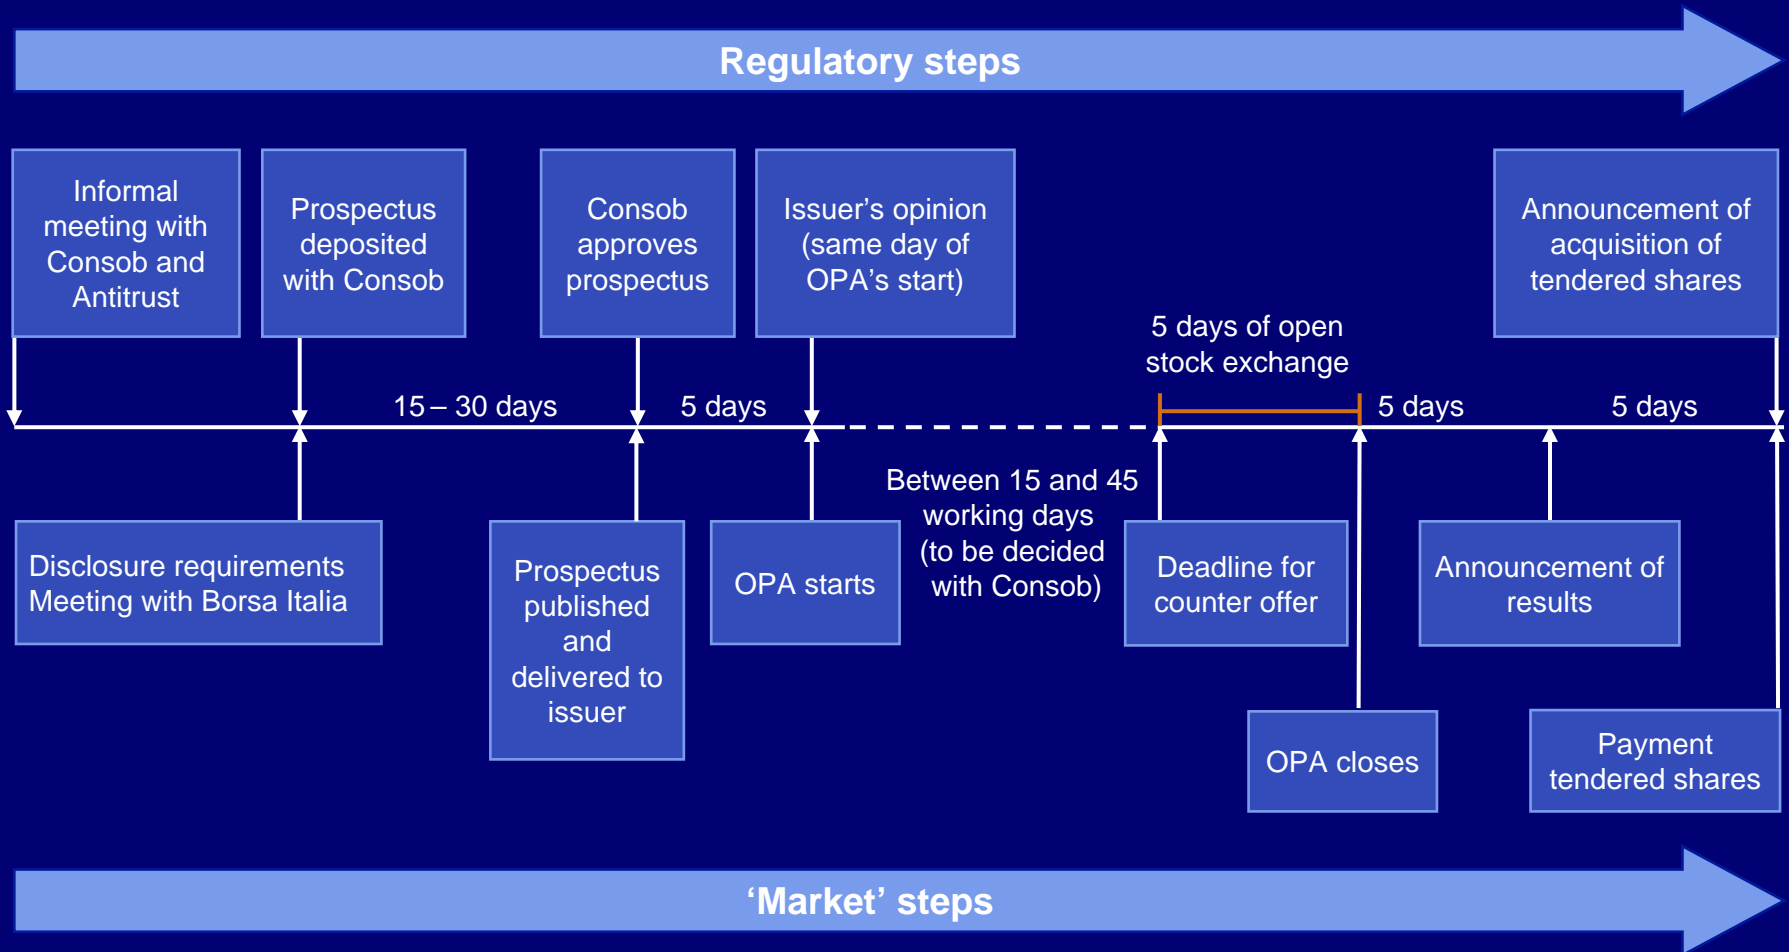 Regulatory steps
Informal
meeting with
Consob and
Antitrust
Prospectus
deposited
with Consob
Consob
approves
prospectus
Issuer’s opinion
(same day of
OPA’s start)
Announcement of
acquisition of
tendered shares
5 days of open
stock exchange
15 – 30 days
5 days
5 days
5 days
Between 15 and 45
working days
(to be decided
with Consob)
Disclosure requirements
Meeting with Borsa Italia
Prospectus
published
and
delivered to
issuer
OPA starts
Deadline for
counter offer
Announcement of
results
OPA closes
Payment
tendered shares
‘Market’ steps